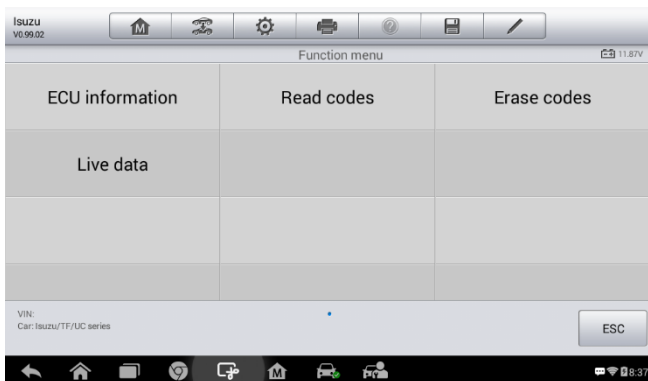 Isuzu
V0.99.02
Function menu
11.87V
ECU information
Read codes
Erase codes
Live data
VIN:
Car: Isuzu/TF/UC series
ESC
8:37